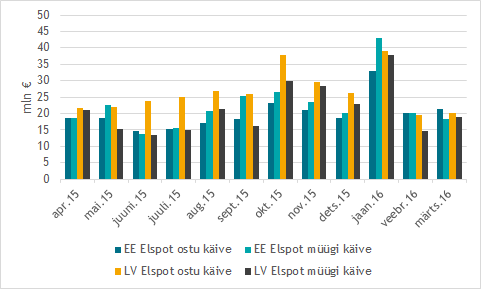 50
45
40
35
30
25
20
15
10
5
0
mln €
apr.15
mai.15
juuni.15
juuli.15
aug.15
sept.15
okt.15
nov.15
dets.15
jaan.16
veebr.16
märts.16
EE Elspot ostu käive
EE Elspot müügi käive
LV Elspot ostu käive
LV Elspot müügi käive